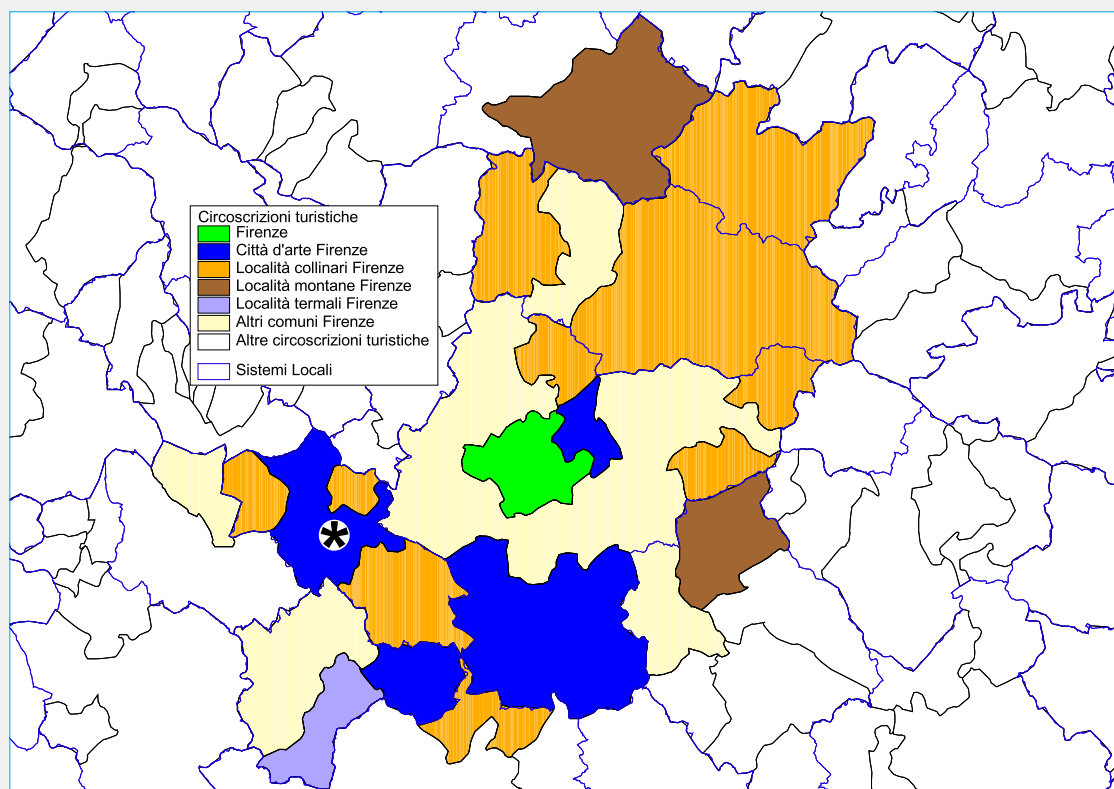 Circoscrizioni turistiche
Firenze
Città d'arte Firenze
Località collinari Firenze
Località montane Firenze
Località termali Firenze
Altri comuni Firenze
Altre circoscrizioni turistiche
Sistemi Locali
*